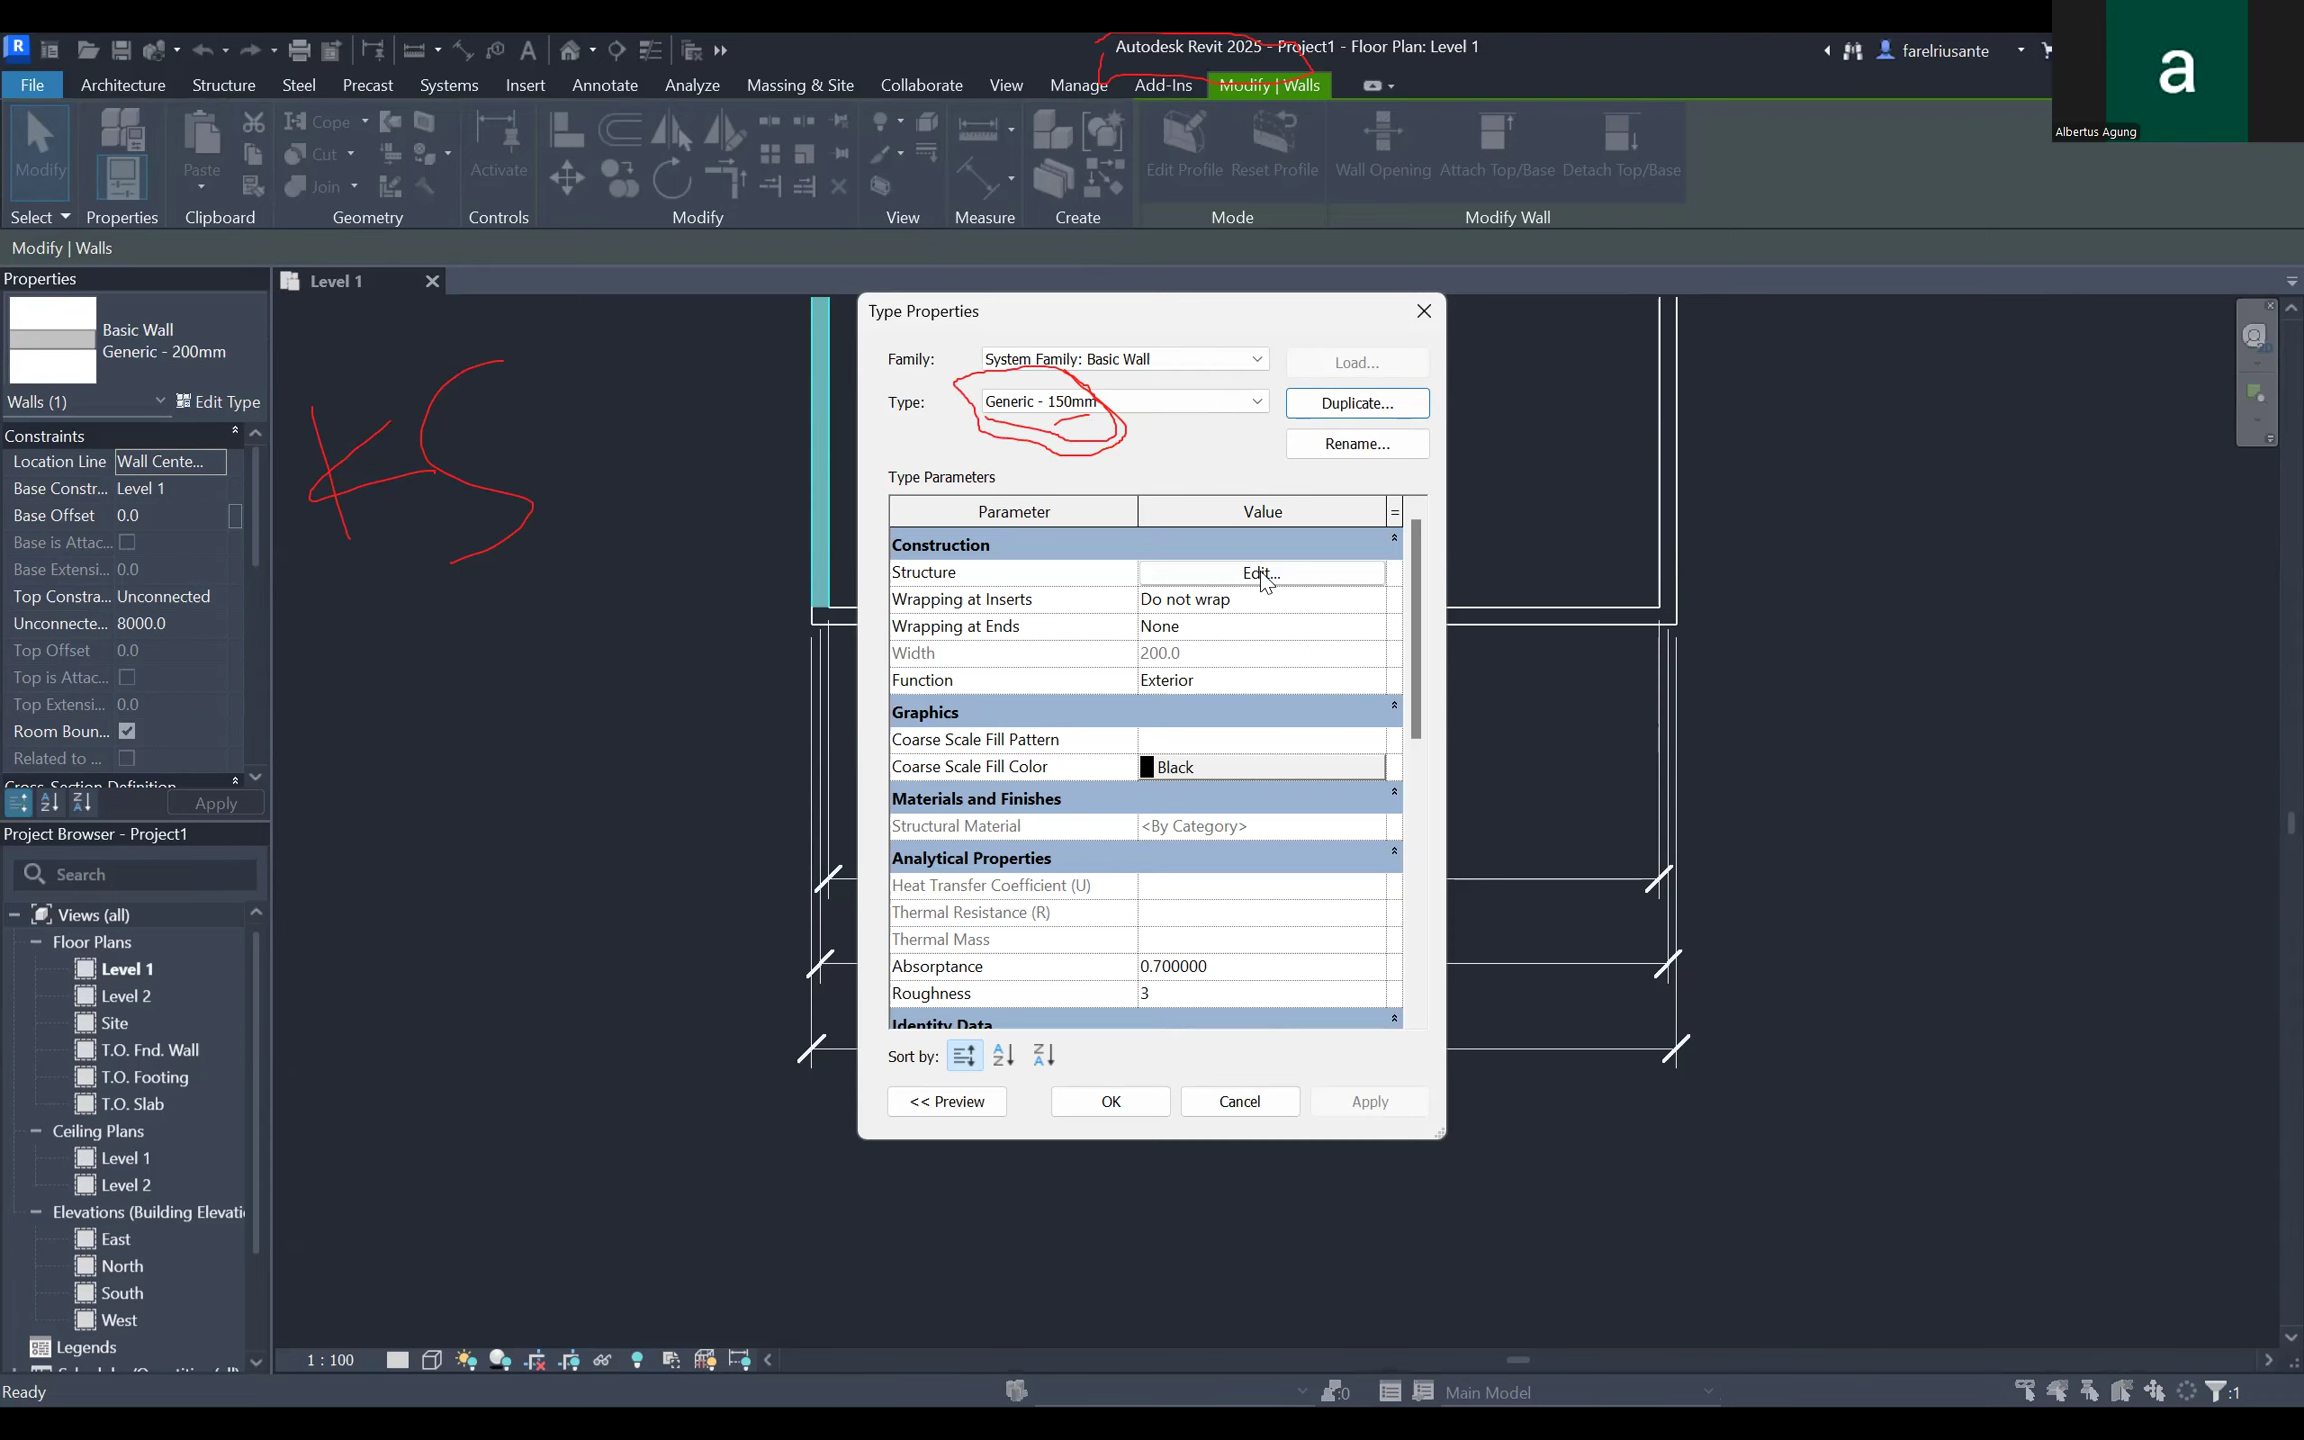 Autodesk Revit 2025 - Project1 - Floor Plan: Level 1
farelriusante
a
Albertus Agung
File Architecture Structure Steel Precast Systems Insert Annotate Analyze Massing & Site Collaborate View Manage Add-Ins Modify | Walls
Modify
Paste
Cope
Cut
Join
Activate
Edit Profile Reset Profile Wall Opening Attach Top/Base Detach Top/Base
Select Properties Clipboard Geometry Controls Modify View Measure Create Mode Modify Wall
Modify | Walls
Properties
Level 1
Basic Wall
Generic - 200mm
Walls (1) Edit Type
Constraints
Location Line Wall Cente...
Base Constr... Level 1
Base Offset 0.0
Base is Attac...
Base Extensi... 0.0
Top Constra... Unconnected
Unconnecte... 8000.0
Top Offset 0.0
Top is Attac...
Top Extensi... 0.0
Room Boun...
Related to ...
Cross-Section Definition
Apply
Project Browser - Project1
Search
Views (all)
Floor Plans
Level 1
Level 2
Site
T.O. Fnd. Wall
T.O. Footing
T.O. Slab
Ceiling Plans
Level 1
Level 2
Elevations (Building Elevati
East
North
South
West
Legends
Type Properties
Family: System Family: Basic Wall Load...
Type: Generic - 150mm Duplicate...
Rename...
Type Parameters
Parameter Value =
Construction
Structure Edit...
Wrapping at Inserts Do not wrap
Wrapping at Ends None
Width 200.0
Function Exterior
Graphics
Coarse Scale Fill Pattern
Coarse Scale Fill Color Black
Materials and Finishes
Structural Material <By Category>
Analytical Properties
Heat Transfer Coefficient (U)
Thermal Resistance (R)
Thermal Mass
Absorptance 0.700000
Roughness 3
Identity Data
Sort by:
<< Preview OK Cancel Apply
1 : 100
Ready
:0
Main Model
:1